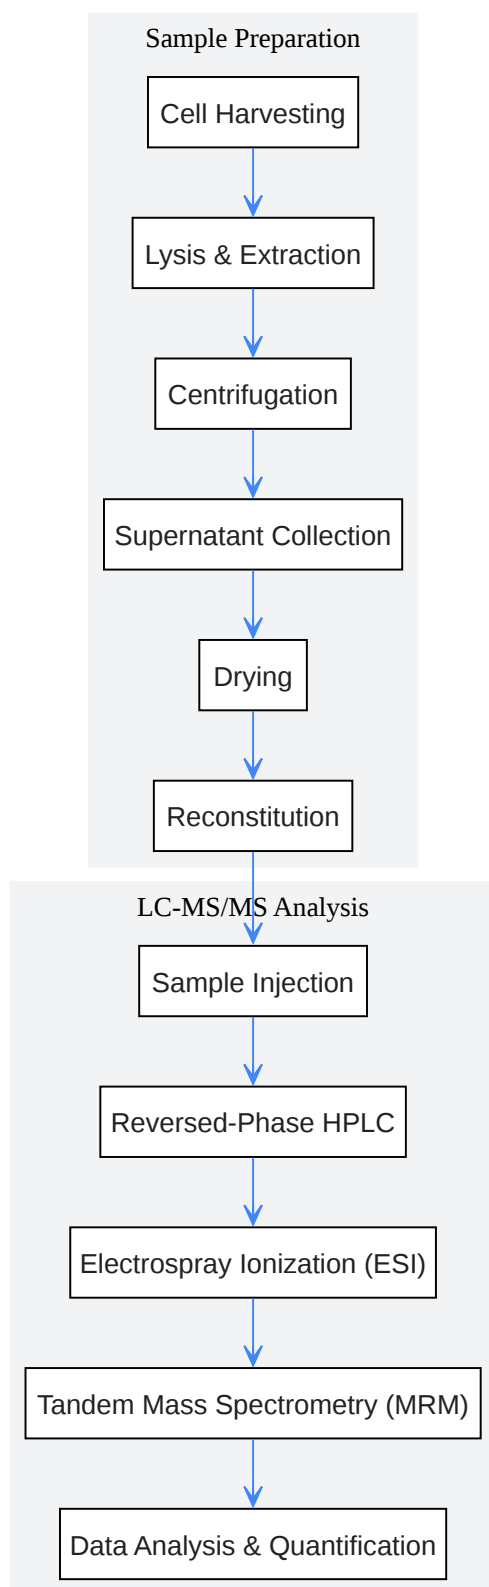 Sample Preparation
Cell Harvesting
Lysis & Extraction
Centrifugation
Supernatant Collection
Drying
Reconstitution
LC-MS/MS Analysis
Sample Injection
Reversed-Phase HPLC
Electrospray Ionization (ESI)
Tandem Mass Spectrometry (MRM)
Data Analysis & Quantification